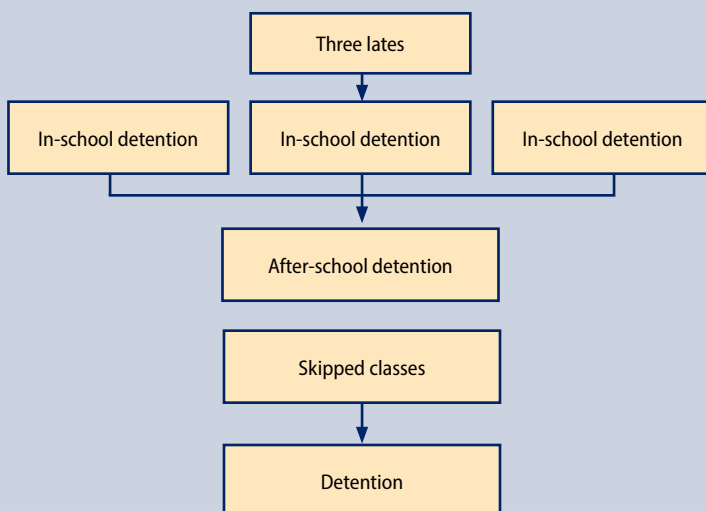 Three lates
In-school detention
In-school detention
In-school detention
After-school detention
Skipped classes
Detention